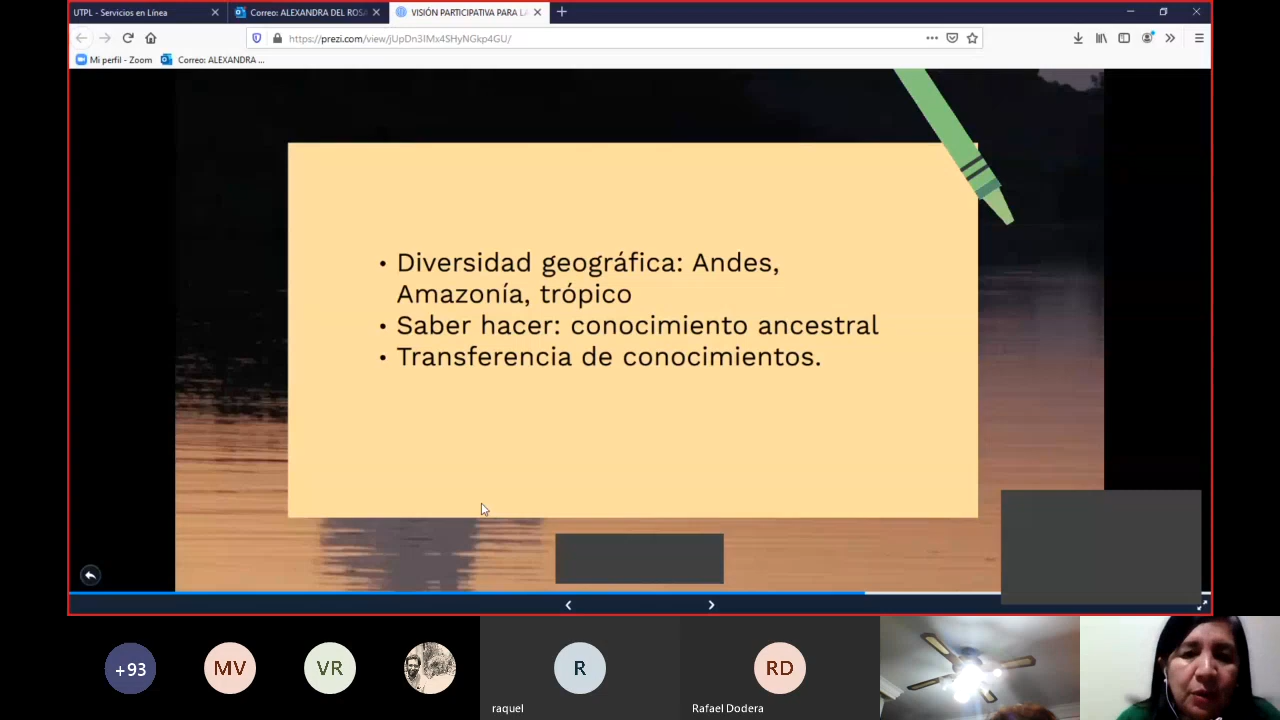 UTPL - Servicios en Línea
Correo: ALEXANDRA DEL ROSA
VISIÓN PARTICIPATIVA PARA LA
https://prezi.com/view/jUpDn3IMx4SHyNGkp4GU/
Mi perfil - Zoom
Correo: ALEXANDRA ...
• Diversidad geográfica: Andes,
Amazonía, trópico
• Saber hacer: conocimiento ancestral
• Transferencia de conocimientos.
+93
MV
VR
R
RD
raquel
Rafael Dodera